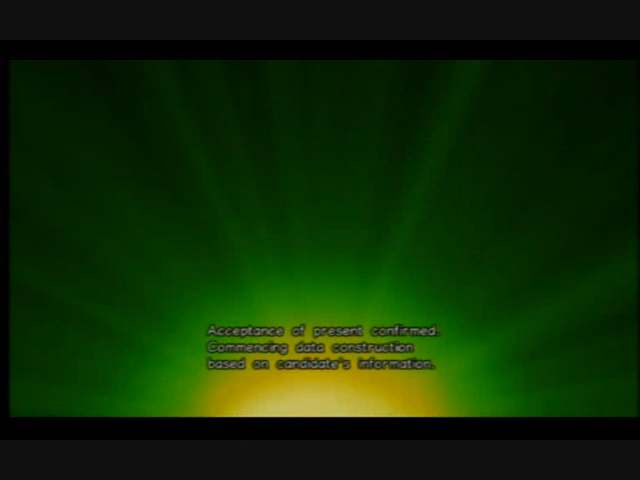 Acceptance of present confirmed.
Commencing data construction
based on candidate's information.